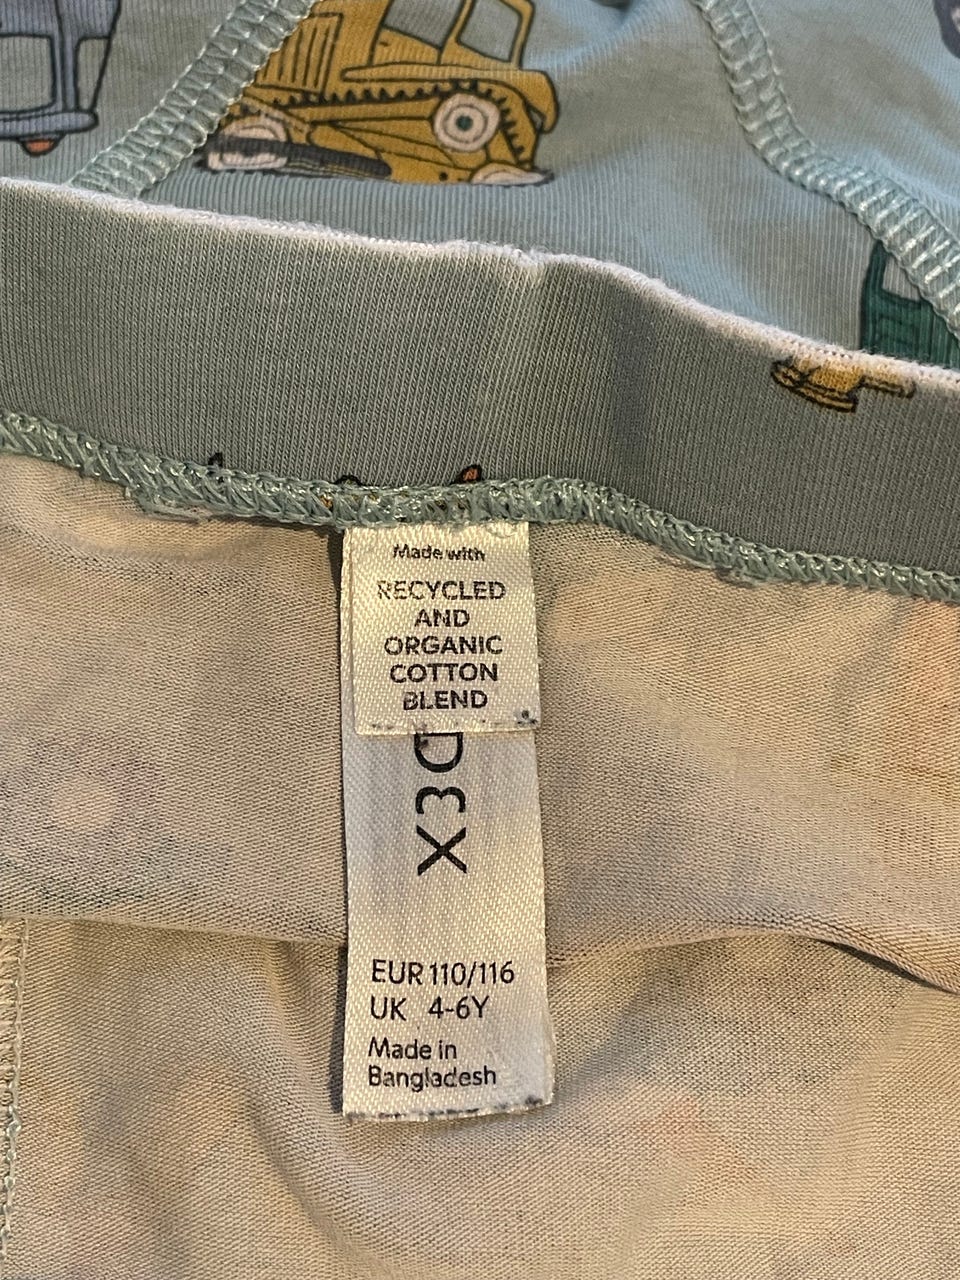 Made with
RECYCLED
AND
ORGANIC
COTTON
BLEND
EUR 110/116
UK 4-6Y
Made in
Bangladesh